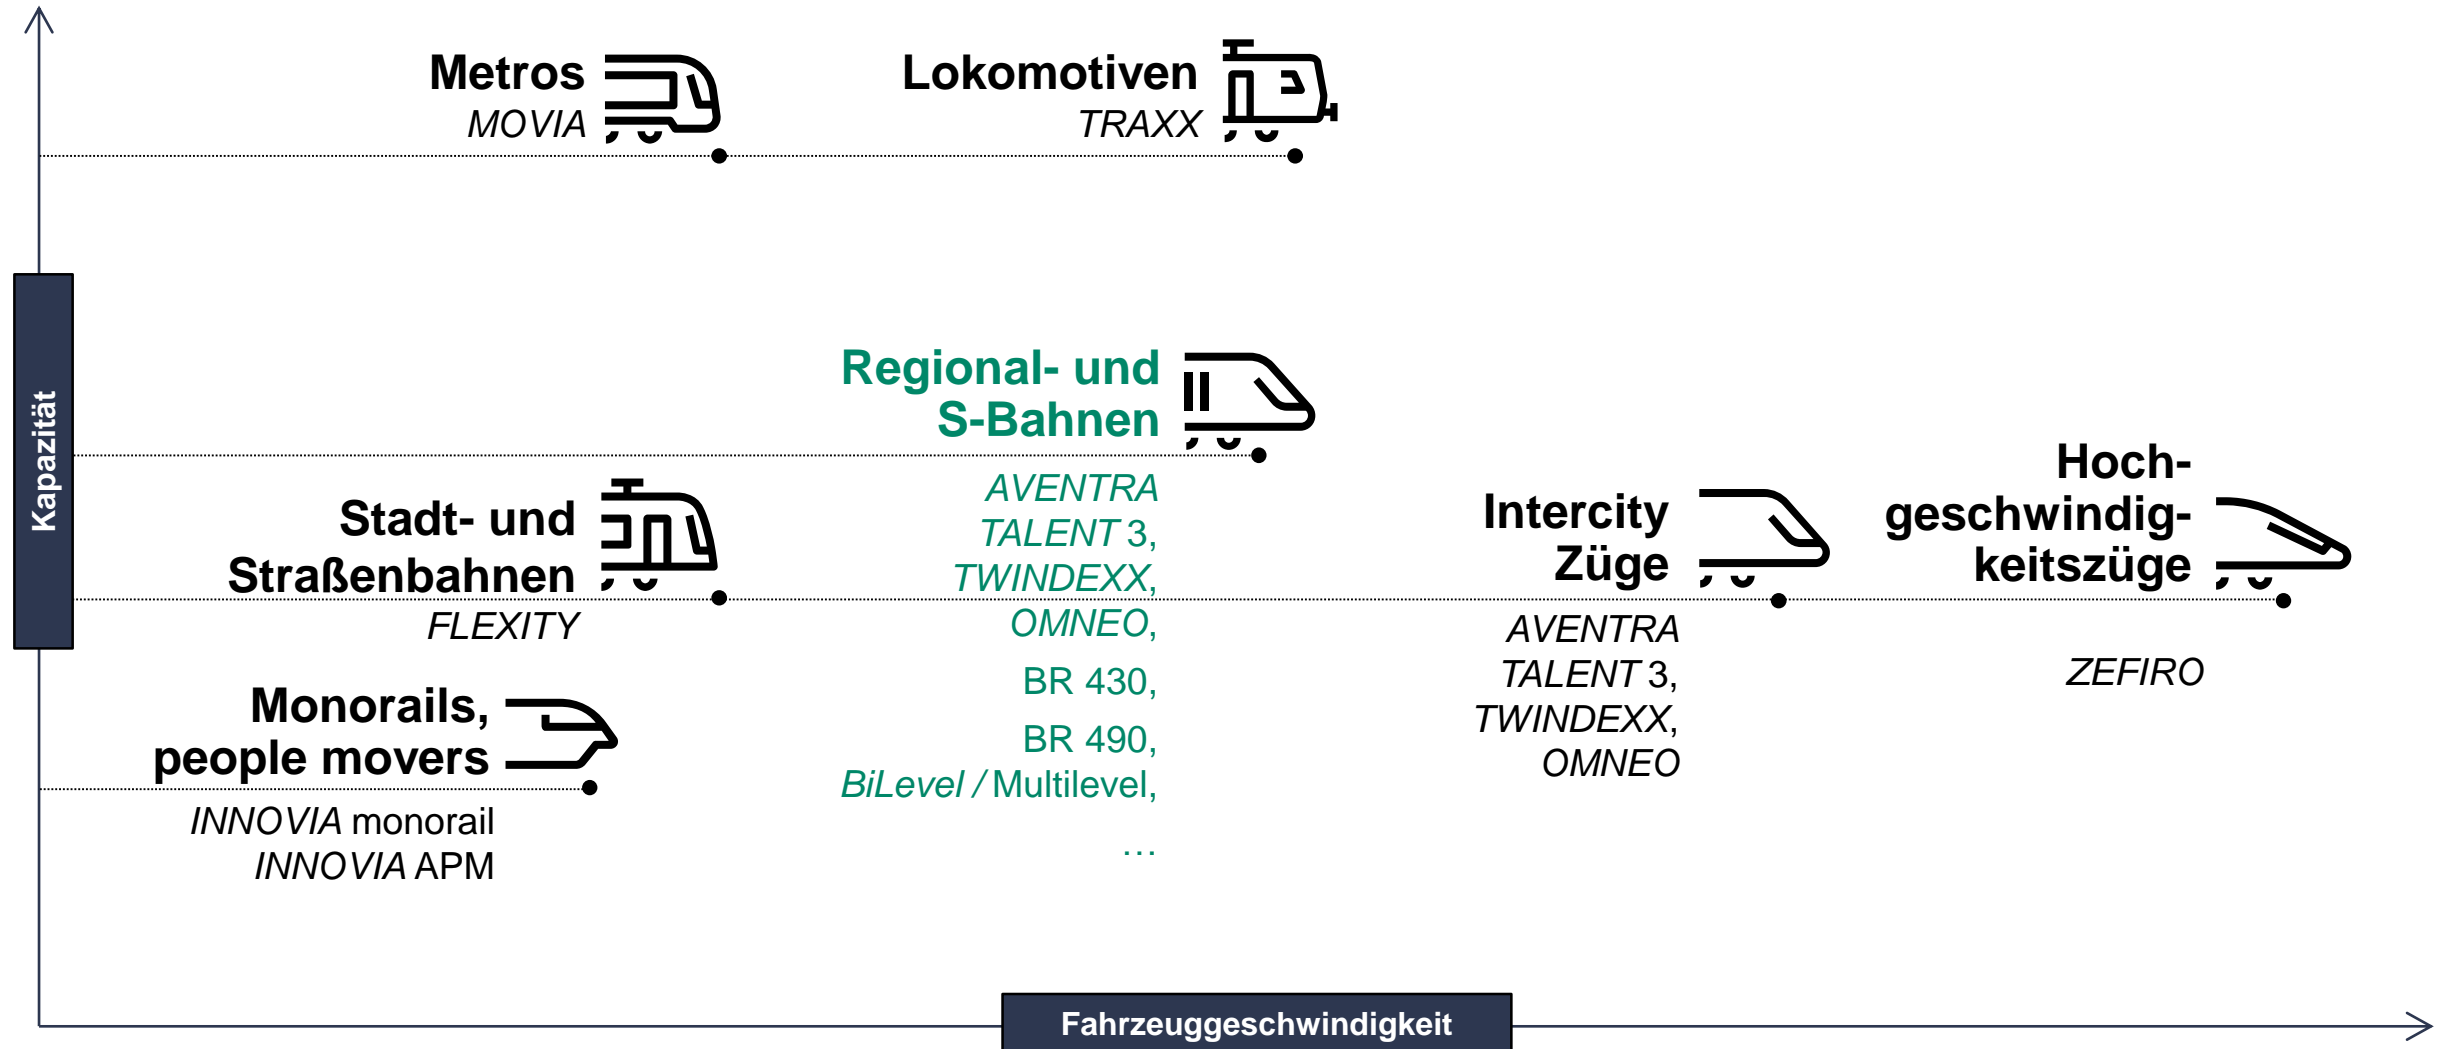 Metros
MOVIA
Lokomotiven
TRAXX
Kapazität
Regional- und
S-Bahnen
AVENTRA
TALENT 3,
TWINDEXX,
OMNEO,
BR 430,
BR 490,
BiLevel / Multilevel,
…
Stadt- und
Straßenbahnen
FLEXITY
Intercity
Züge
AVENTRA
TALENT 3,
TWINDEXX,
OMNEO
Hoch-
geschwindig-
keitszüge
ZEFIRO
Monorails,
people movers
INNOVIA monorail
INNOVIA APM
Fahrzeuggeschwindigkeit